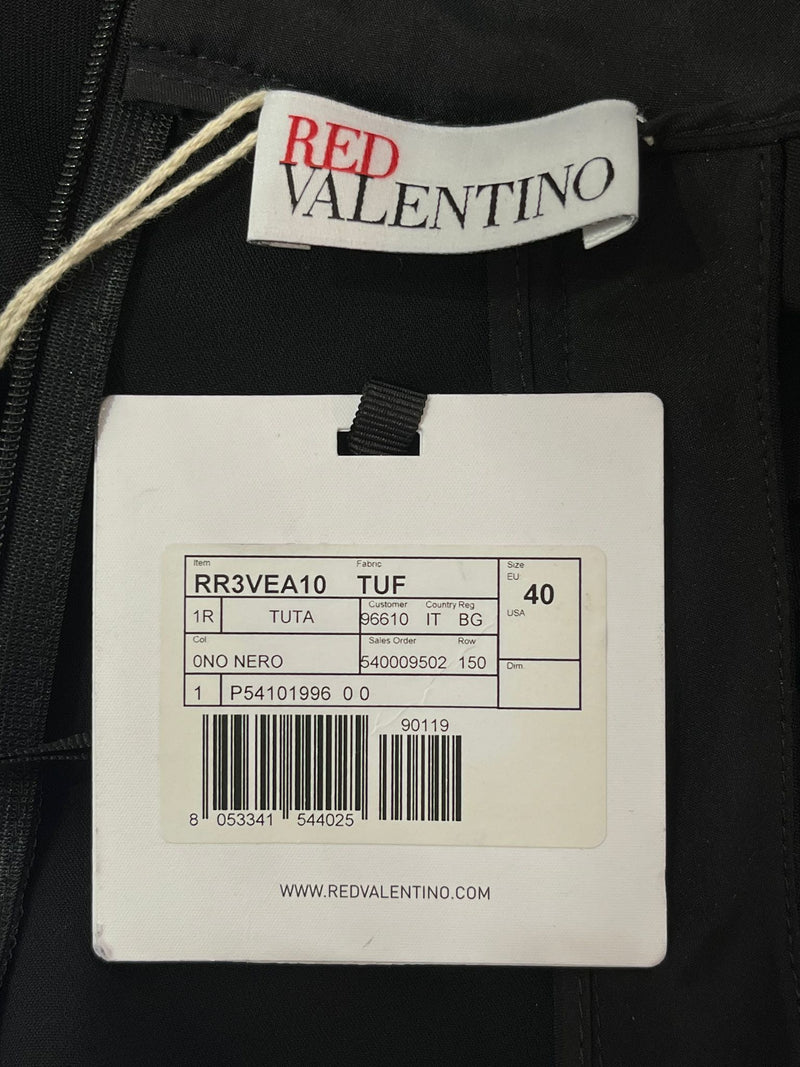 RED
VALENTINO
Item Fabric
RR3VEA10 TUF
Size
EU: 40
USA
1R TUTA
Customer Country Reg
96610 IT BG
Col
0NO NERO
Sales Order Row
540009502 150
Dim.
1 P54101996 0 0
90119
8 053341 544025
WWW.REDVALENTINO.COM